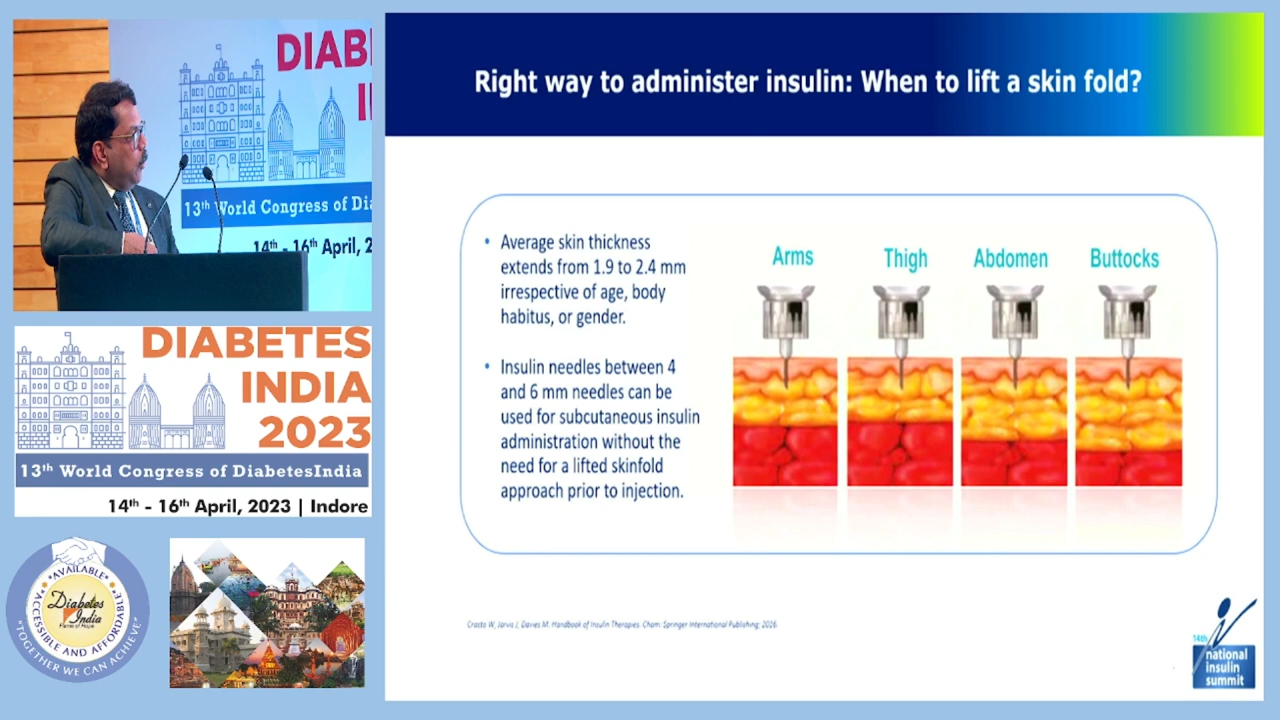 DIAB
I
13th World Congress of Dia
14th - 16th April, 2
DIABETES
INDIA
2023
13th World Congress of DiabetesIndia
14th - 16th April, 2023 | Indore
"AVAILABLE"
"ACCESSIBLE AND AFFORDABLE"
Diabetes
India
"TOGETHER WE CAN ACHIEVE"
Right way to administer insulin: When to lift a skin fold?
• Average skin thickness
extends from 1.9 to 2.4 mm
irrespective of age, body
habitus, or gender.
• Insulin needles between 4
and 6 mm needles can be
used for subcutaneous insulin
administration without the
need for a lifted skinfold
approach prior to injection.
Arms Thigh Abdomen Buttocks
Crasto W, Jarvis J, Davies M. Handbook of Insulin Therapies. Cham: Springer International Publishing; 2016.
14th
national
insulin
summit